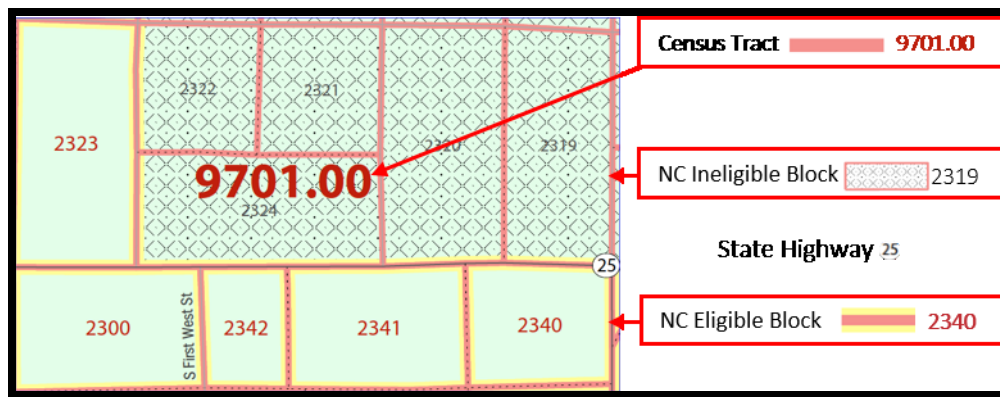 Census Tract 9701.00
2322
2321
2323
2320
2319
9701.00
2324
NC Ineligible Block 2319
State Highway 25
25
2300
S First West St
2342
2341
2340
NC Eligible Block 2340